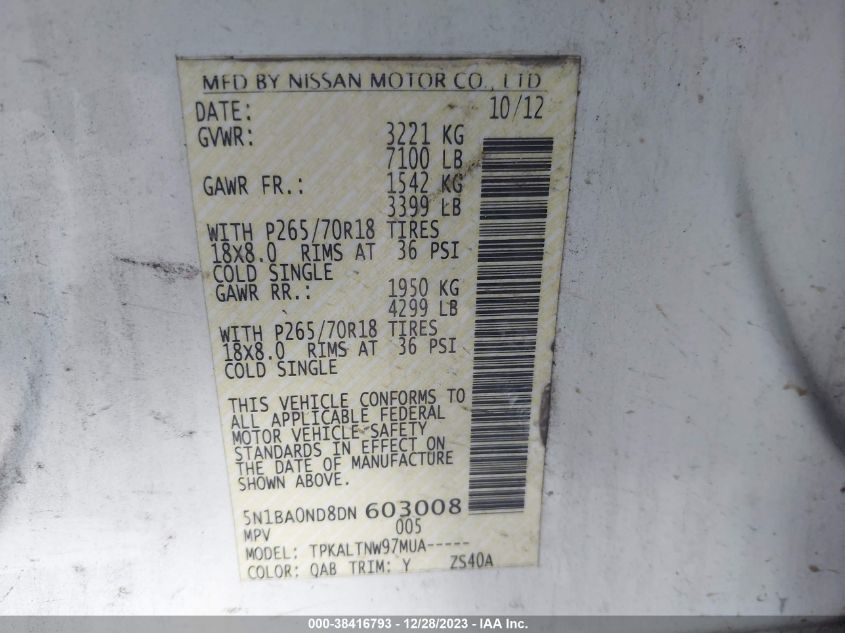 MFD BY NISSAN MOTOR CO., LTD
DATE: 10/12
GVWR: 3221 KG
7100 LB
GAWR FR.: 1542 KG
3399 LB
WITH P265/70R18 TIRES
18X8.0 RIMS AT 36 PSI
COLD SINGLE
GAWR RR.: 1950 KG
4299 LB
WITH P265/70R18 TIRES
18X8.0 RIMS AT 36 PSI
COLD SINGLE
THIS VEHICLE CONFORMS TO
ALL APPLICABLE FEDERAL
MOTOR VEHICLE SAFETY
STANDARDS IN EFFECT ON
THE DATE OF MANUFACTURE
SHOWN ABOVE.
5N1BA0ND8DN 603008
MPV 005
MODEL: TPKALTNW97MUA-----
COLOR: QAB TRIM: Y ZS40A
000-38416793 - 12/28/2023 - IAA Inc.